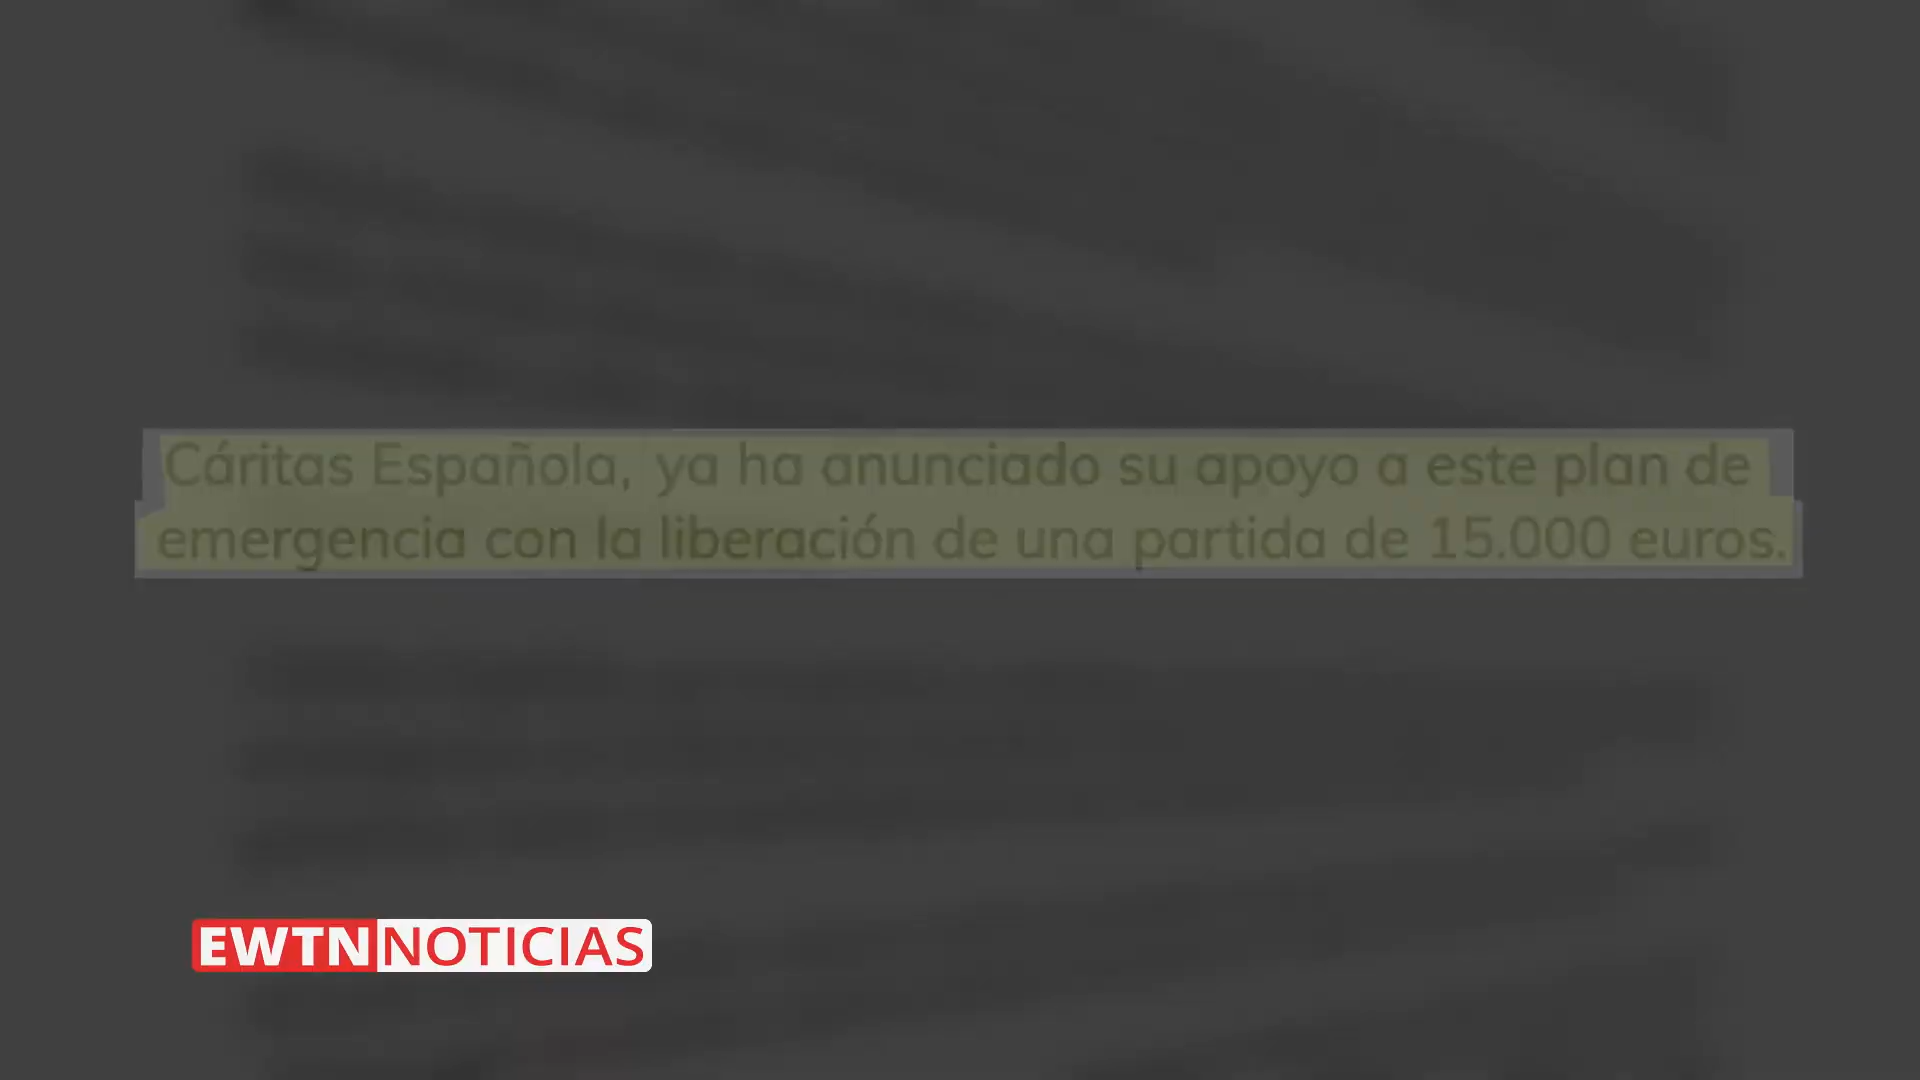 Cáritas Española, ya ha anunciado su apoyo a este plan de
emergencia con la liberación de una partida de 15.000 euros.
EWTN NOTICIAS